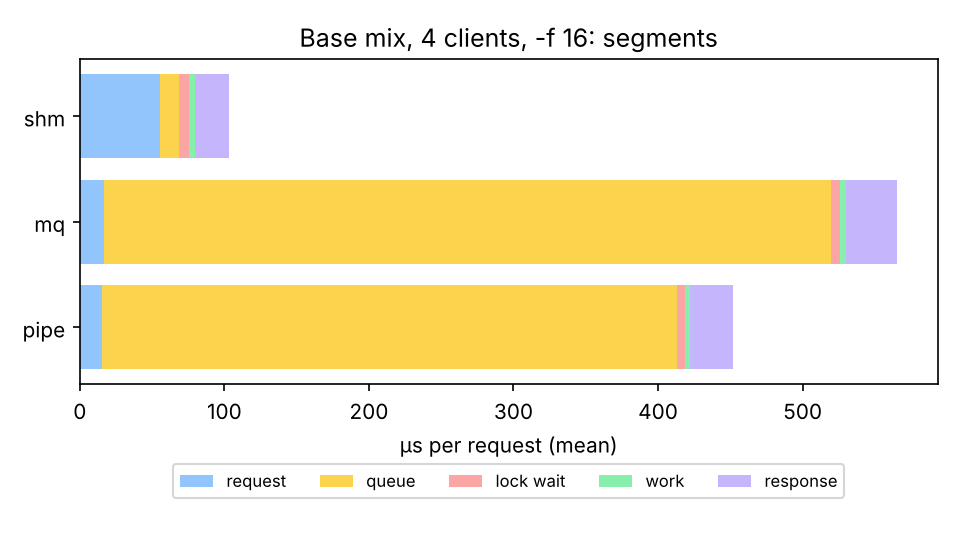 Base mix, 4 clients, -f 16: segments
shm
mq
pipe
0 100 200 300 400 500
µs per request (mean)
request queue lock wait work response